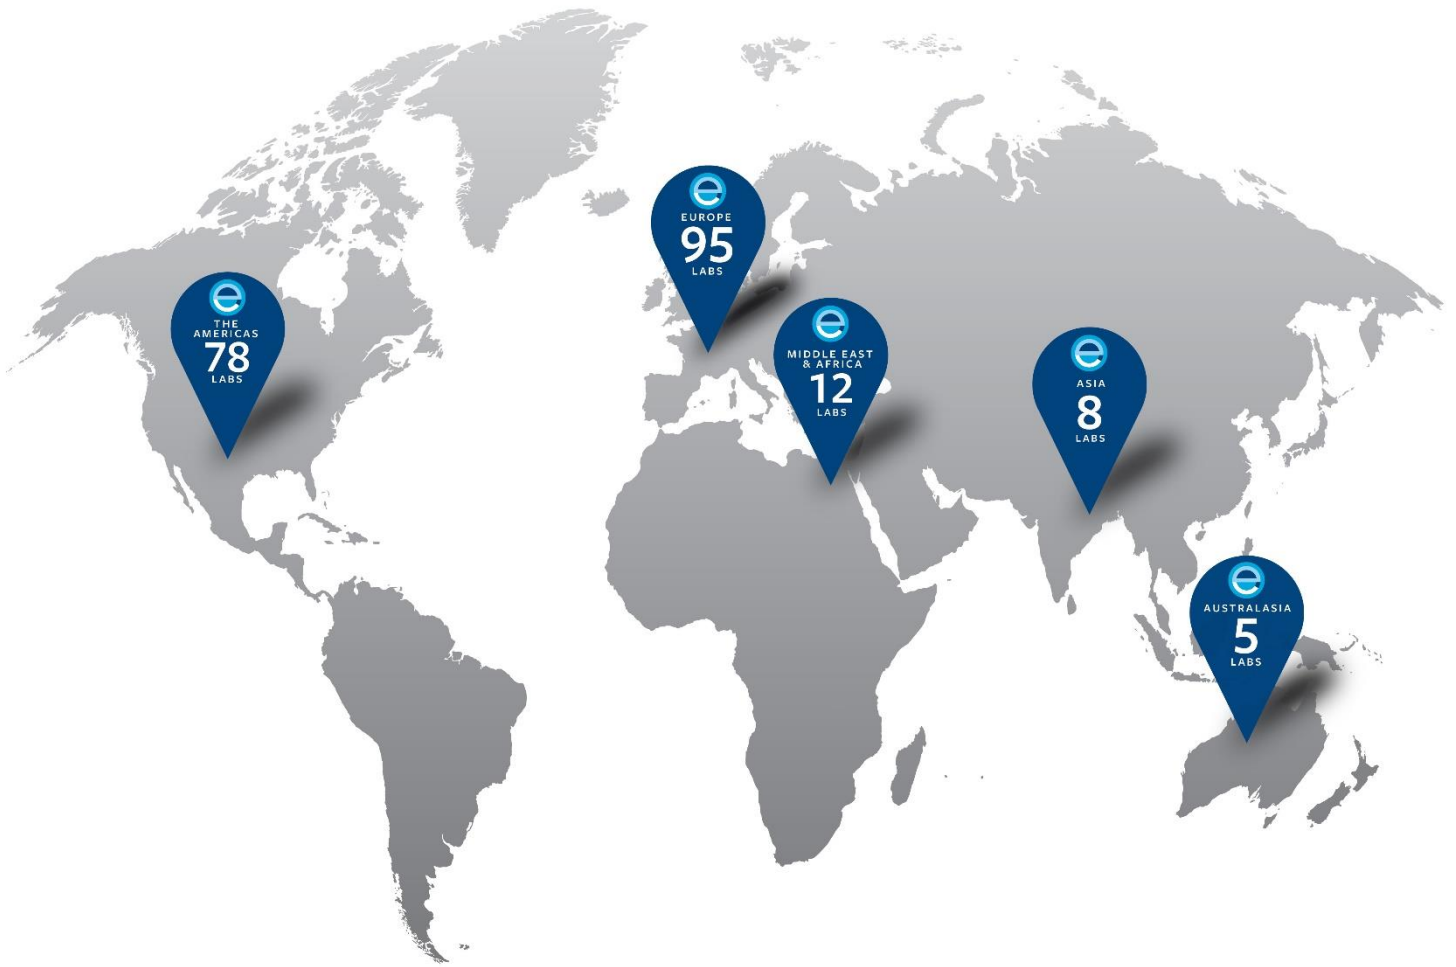 EUROPE
95
LABS
THE
AMERICAS
78
LABS
MIDDLE EAST
& AFRICA
12
LABS
ASIA
8
LABS
AUSTRALASIA
5
LABS